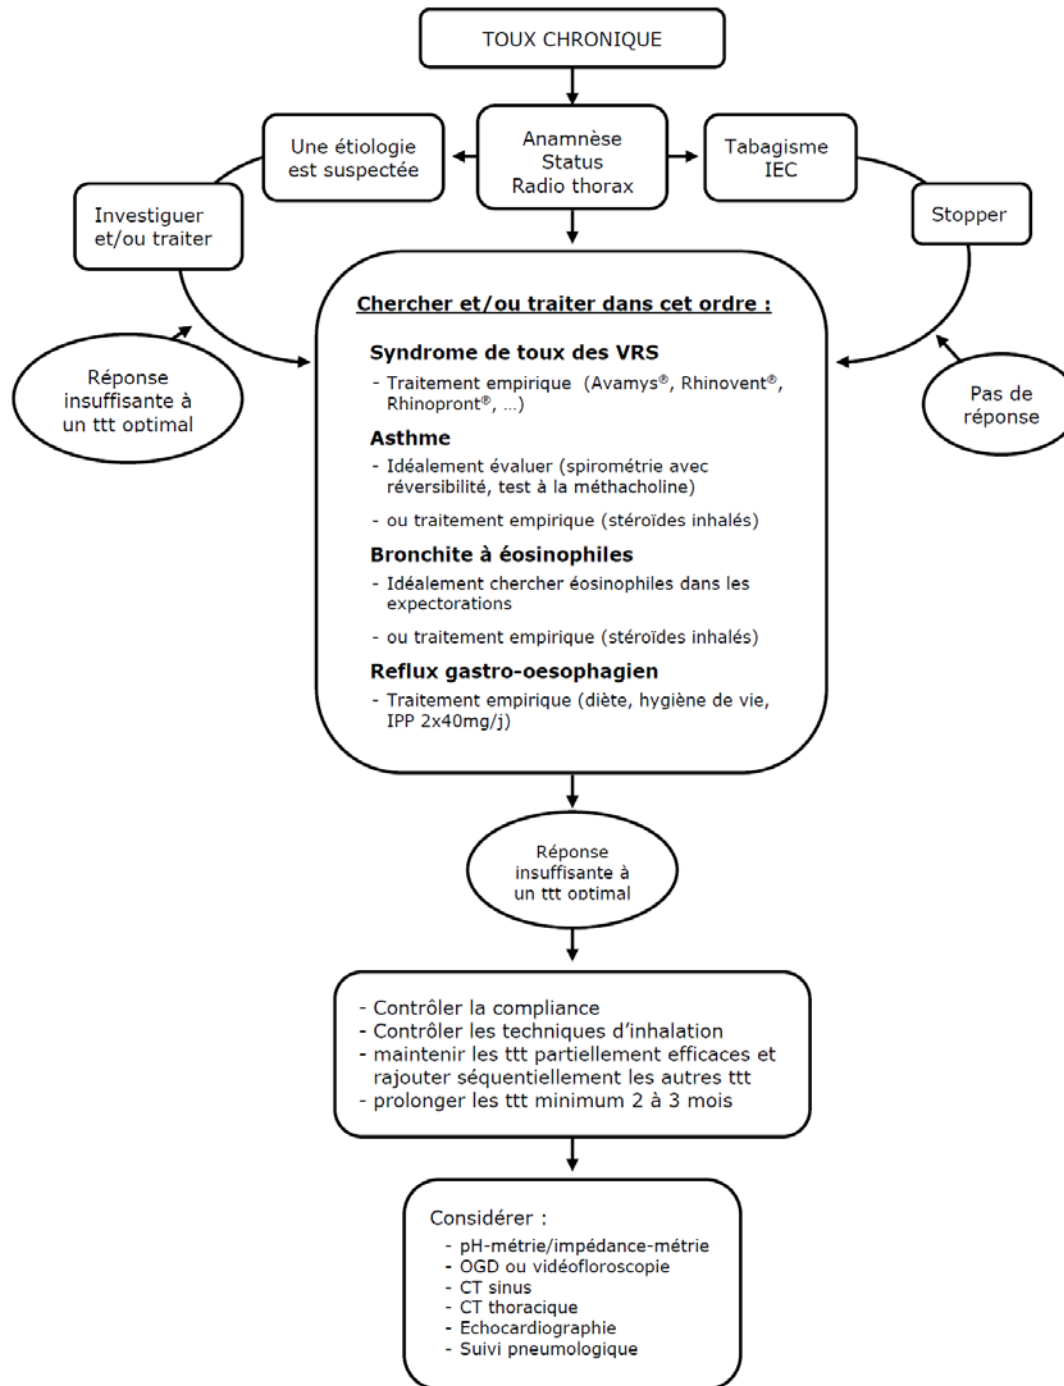 TOUX CHRONIQUE
Anamnèse
Status
Radio thorax
Une étiologie
est suspectée
Tabagisme
IEC
Investiguer
et/ou traiter
Stopper
Réponse
insuffisante à
un ttt optimal
Pas de
réponse
Chercher et/ou traiter dans cet ordre :
Syndrome de toux des VRS
- Traitement empirique (Avamys®, Rhinovent®,
Rhinopront®, ...)
Asthme
- Idéalement évaluer (spirométrie avec
réversibilité, test à la méthacholine)
- ou traitement empirique (stéroïdes inhalés)
Bronchite à éosinophiles
- Idéalement chercher éosinophiles dans les
expectorations
- ou traitement empirique (stéroïdes inhalés)
Reflux gastro-oesophagien
- Traitement empirique (diète, hygiène de vie,
IPP 2x40mg/j)
Réponse
insuffisante à
un ttt optimal
- Contrôler la compliance
- Contrôler les techniques d'inhalation
- maintenir les ttt partiellement efficaces et
rajouter séquentiellement les autres ttt
- prolonger les ttt minimum 2 à 3 mois
Considérer :
- pH-métrie/impédance-métrie
- OGD ou vidéofloroscopie
- CT sinus
- CT thoracique
- Echocardiographie
- Suivi pneumologique